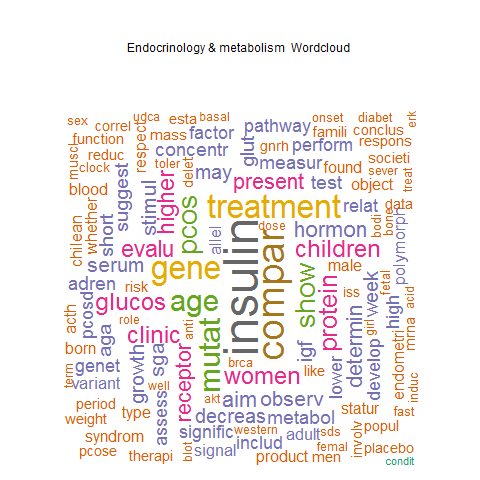 Endocrinology & metabolism Wordcloud
sex
correl
udca
esta
basal
onset
diabet
erk
function
respect
mass
factor
pathway
famili
conclus
muscl
reduc
concentr
glut
gnrh
perform
respons
clock
toler
delet
measur
found
societi
sever
treat
blood
suggest
stimul
higher
may
present
test
object
whether
short
pcos
treatment
relat
data
chilean
evalu
allel
insulin
dose
hormon
bodi
bone
polymorph
serum
gene
compar
children
adren
risk
male
fetal
acid
acth
pcosd
glucos
age
show
protein
iss
week
high
mrna
role
anti
girl
born
aga
clinic
mutat
igf
determin
develop
endometri
induc
term
genet
growth
sga
receptor
brca
women
like
lower
variant
well
akt
aim
observ
statur
fast
period
assess
decreas
metabol
weight
type
signific
western
adult
sds
involv
popul
syndrom
blot
signal
includ
femal
placebo
pcose
therapi
product
men
condit